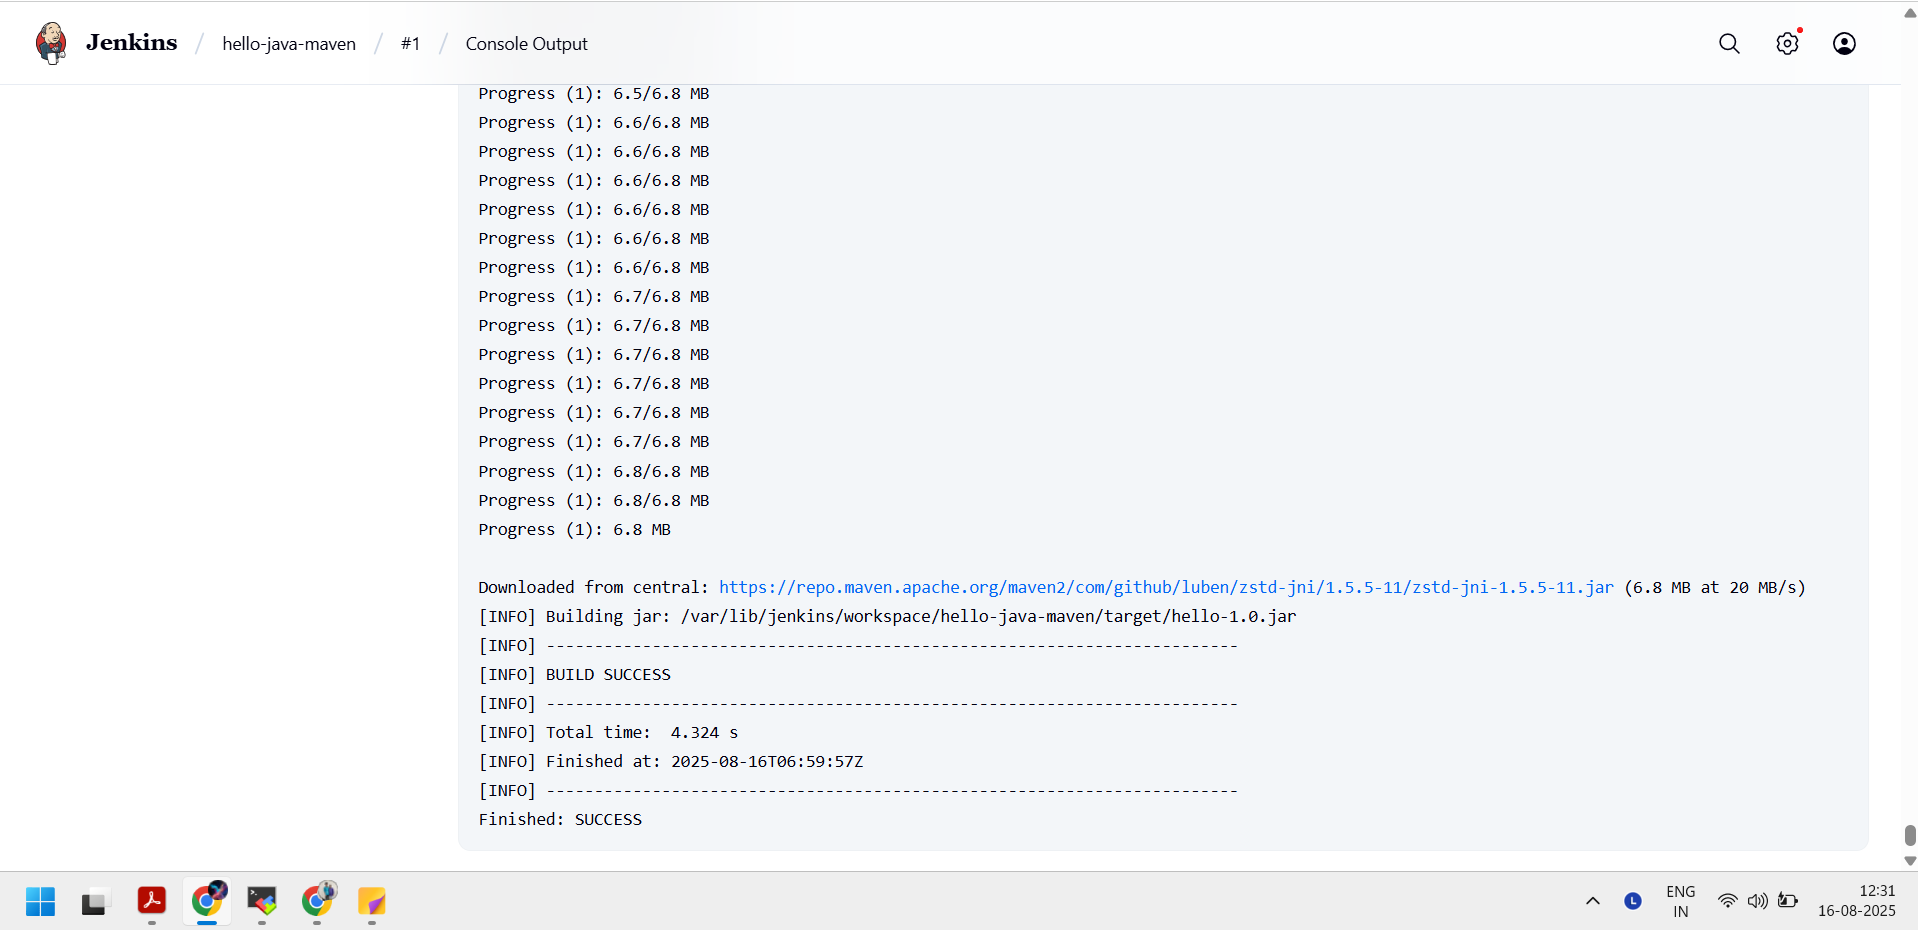 Jenkins / hello-java-maven / #1 / Console Output
Progress (1): 6.5/6.8 MB
Progress (1): 6.6/6.8 MB
Progress (1): 6.6/6.8 MB
Progress (1): 6.6/6.8 MB
Progress (1): 6.6/6.8 MB
Progress (1): 6.6/6.8 MB
Progress (1): 6.6/6.8 MB
Progress (1): 6.7/6.8 MB
Progress (1): 6.7/6.8 MB
Progress (1): 6.7/6.8 MB
Progress (1): 6.7/6.8 MB
Progress (1): 6.7/6.8 MB
Progress (1): 6.7/6.8 MB
Progress (1): 6.8/6.8 MB
Progress (1): 6.8/6.8 MB
Progress (1): 6.8 MB
Downloaded from central: https://repo.maven.apache.org/maven2/com/github/luben/zstd-jni/1.5.5-11/zstd-jni-1.5.5-11.jar (6.8 MB at 20 MB/s)
[INFO] Building jar: /var/lib/jenkins/workspace/hello-java-maven/target/hello-1.0.jar
[INFO] ------------------------------------------------------------------------
[INFO] BUILD SUCCESS
[INFO] ------------------------------------------------------------------------
[INFO] Total time:  4.324 s
[INFO] Finished at: 2025-08-16T06:59:57Z
[INFO] ------------------------------------------------------------------------
Finished: SUCCESS
L
ENG
IN
12:31
16-08-2025